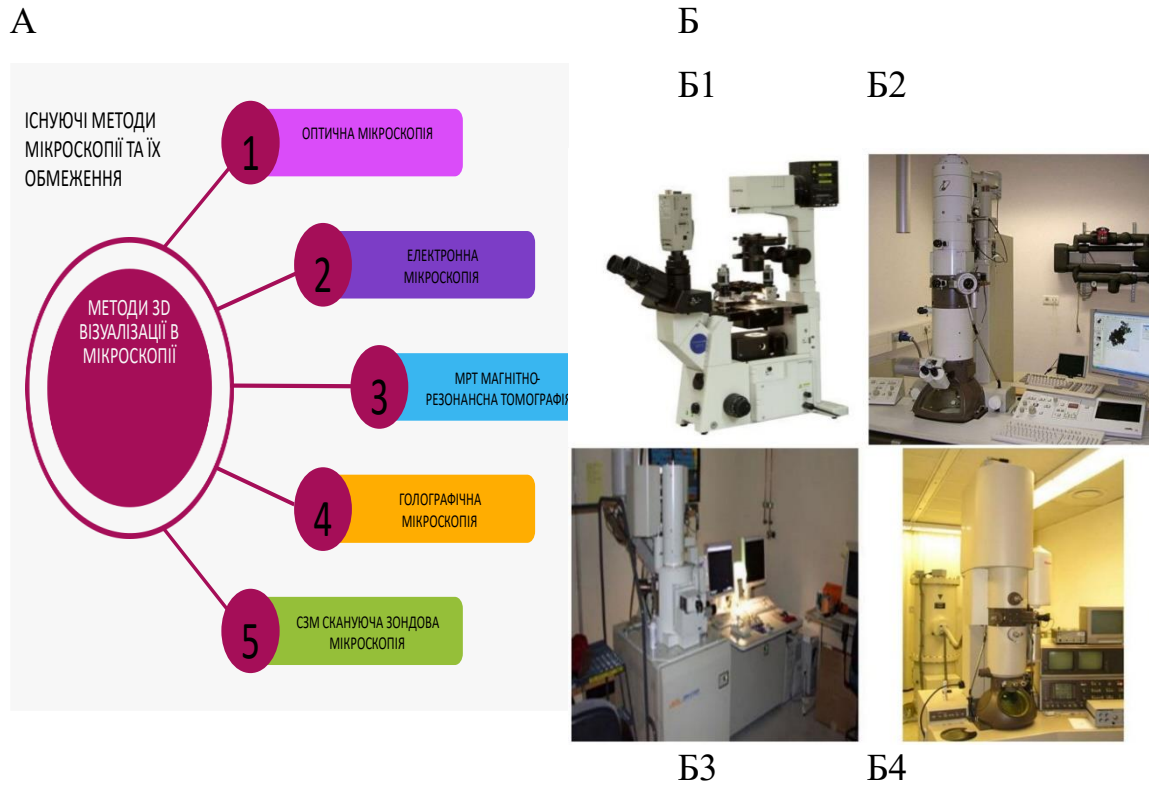 А
Б
Б1
Б2
ІСНУЮЧІ МЕТОДИ
МІКРОСКОПІЇ ТА ЇХ
ОБМЕЖЕННЯ
МЕТОДИ 3D
ВІЗУАЛІЗАЦІЇ В
МІКРОСКОПІЇ
1
ОПТИЧНА МІКРОСКОПІЯ
2
ЕЛЕКТРОННА
МІКРОСКОПІЯ
3
МРТ МАГНІТНО-
РЕЗОНАНСНА ТОМОГРАФІЯ
4
ГОЛОГРАФІЧНА
МІКРОСКОПІЯ
5
СЗМ СКАНУЮЧА ЗОНДОВА
МІКРОСКОПІЯ
Б3
Б4